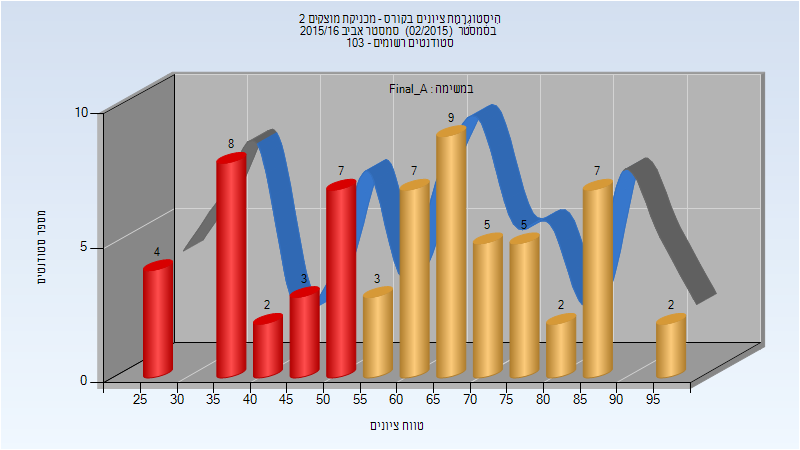 היסטוגרמת ציונים בקורס - מכניקת מוצקים 2
בסמסטר  (02/2015)  סמסטר אביב 2015/16
סטודנטים רשומים - 103
במשימה : Final_A
מספר סטודנטים
10
5
0
4
8
2
3
7
3
7
9
5
5
2
7
2
25 30 35 40 45 50 55 60 65 70 75 80 85 90 95
טווח ציונים